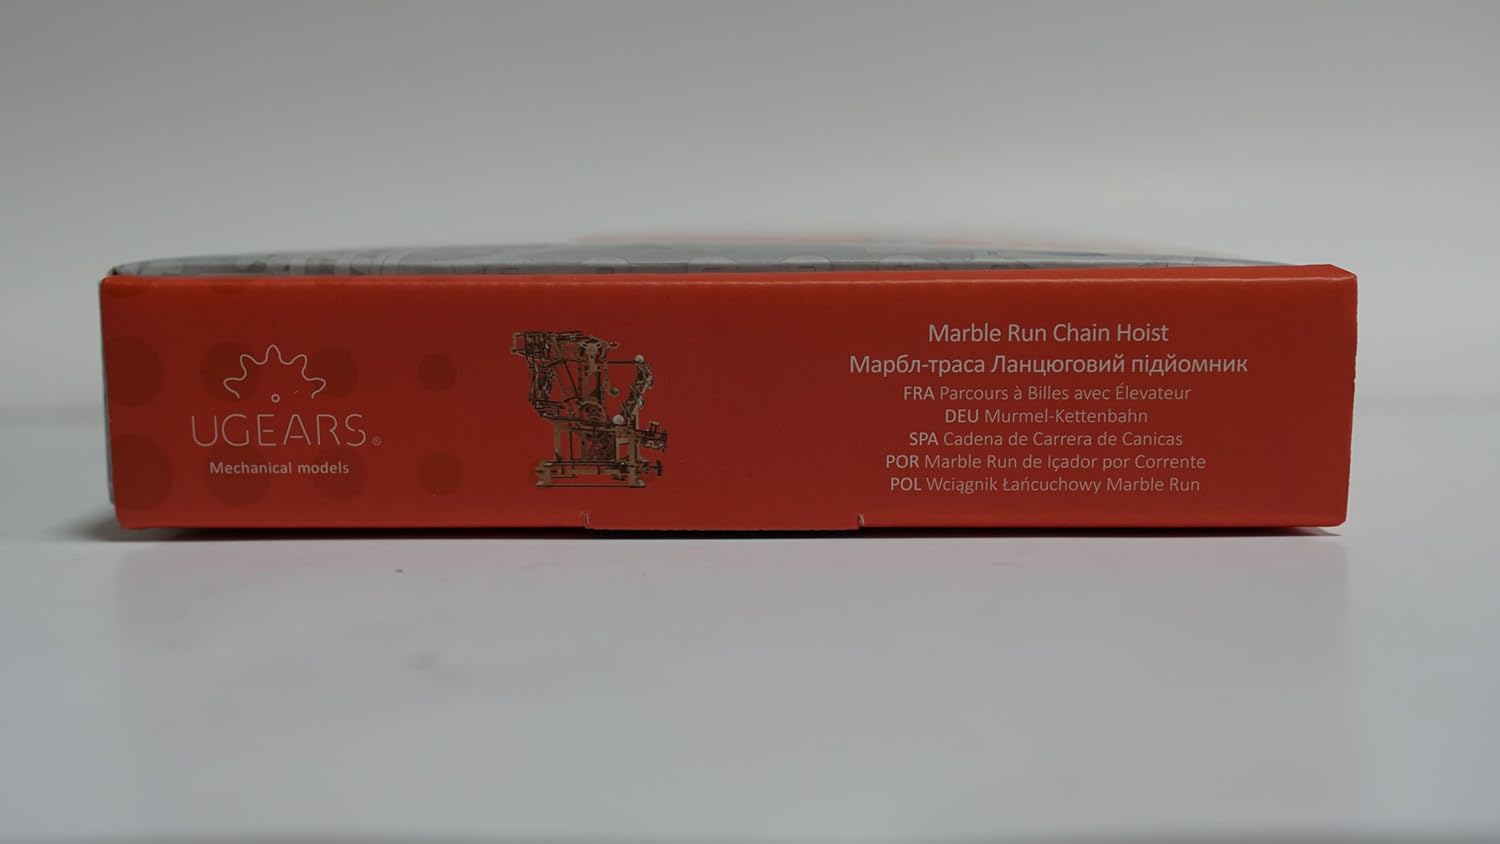 UGEARS®
Mechanical models
Marble Run Chain Hoist
Марбл-траса Ланцюговий підйомник
FRA Parcours à Billes avec Élevateur
DEU Murmel-Kettenbahn
SPA Cadena de Carrera de Canicas
POR Marble Run de Içador por Corrente
POL Wciągnik Łańcuchowy Marble Run